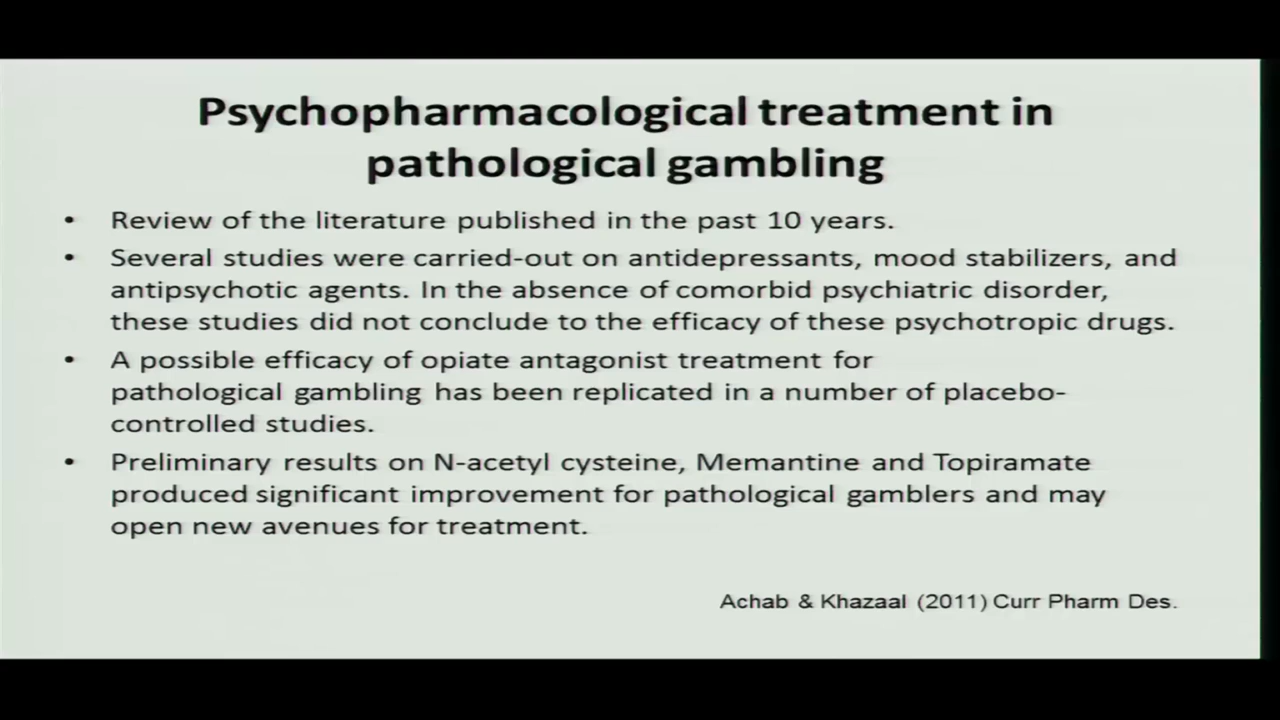 Psychopharmacological treatment in
pathological gambling
• Review of the literature published in the past 10 years.
• Several studies were carried-out on antidepressants, mood stabilizers, and
antipsychotic agents. In the absence of comorbid psychiatric disorder,
these studies did not conclude to the efficacy of these psychotropic drugs.
• A possible efficacy of opiate antagonist treatment for
pathological gambling has been replicated in a number of placebo-
controlled studies.
• Preliminary results on N-acetyl cysteine, Memantine and Topiramate
produced significant improvement for pathological gamblers and may
open new avenues for treatment.
Achab & Khazaal (2011) Curr Pharm Des.